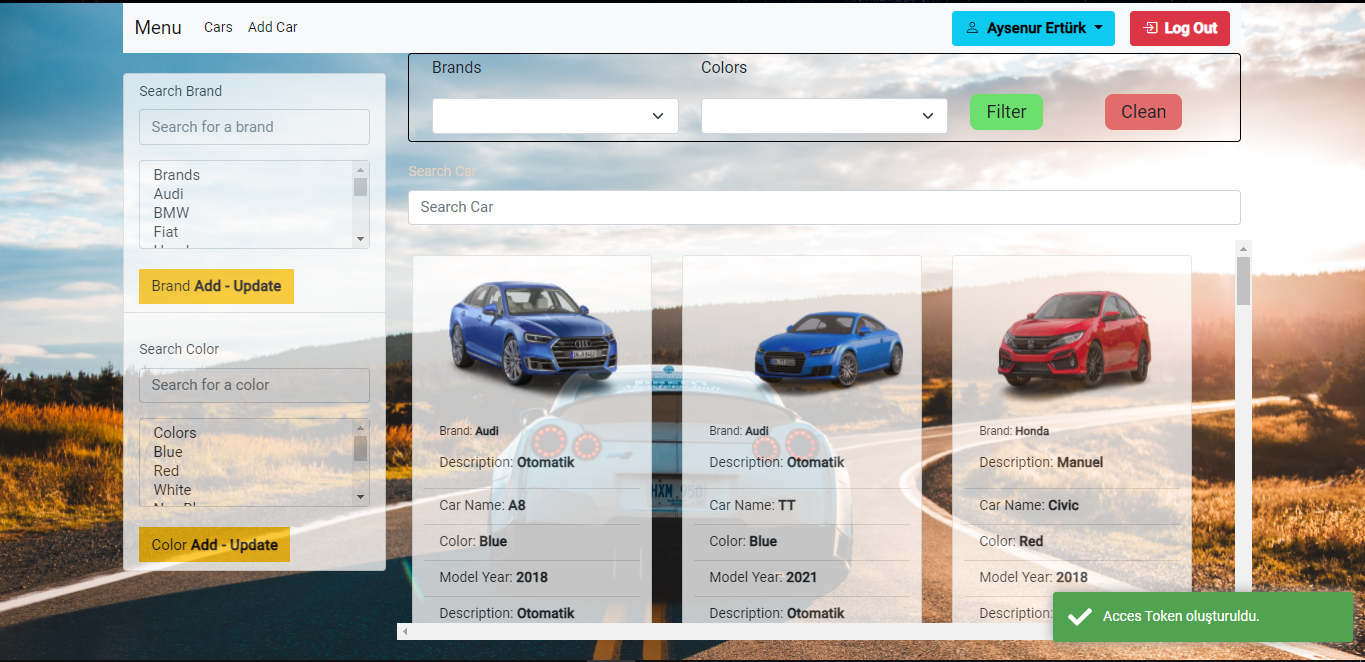 Menu Cars Add Car Aysenur Ertürk Log Out
Brands Colors
Filter Clean
Search Brand
Search for a brand
Brands
Audi
BMW
Fiat
Brand Add - Update
Search Color
Search for a color
Colors
Blue
Red
White
Color Add - Update
Search Car
Search Car
Brand: Audi
Description: Otomatik
Car Name: A8
Color: Blue
Model Year: 2018
Description: Otomatik
Brand: Audi
Description: Otomatik
Car Name: TT
Color: Blue
Model Year: 2021
Description: Otomatik
Brand: Honda
Description: Manuel
Car Name: Civic
Color: Red
Model Year: 2018
Description:
Acces Token oluşturuldu.